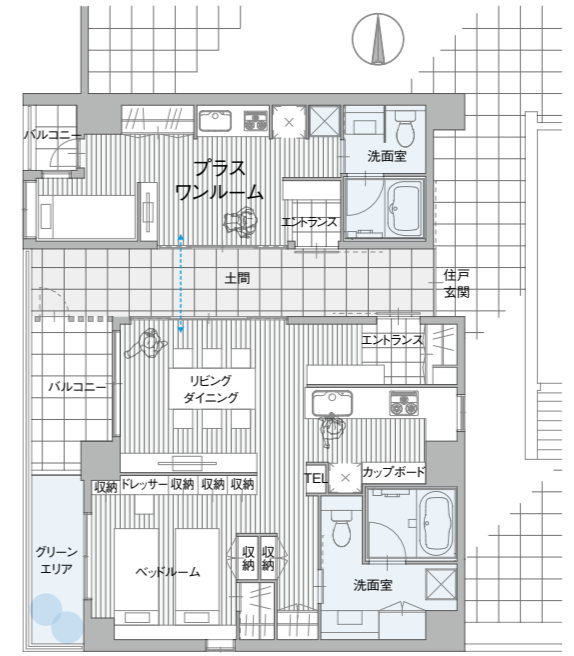 バルコニー
プラス
ワンルーム
洗面室
エントランス
土間
住戸
玄関
エントランス
バルコニー
リビング
ダイニング
TEL
カップボード
収納
ドレッサー
収納
収納
収納
グリーン
エリア
ベッドルーム
収納
収納
洗面室